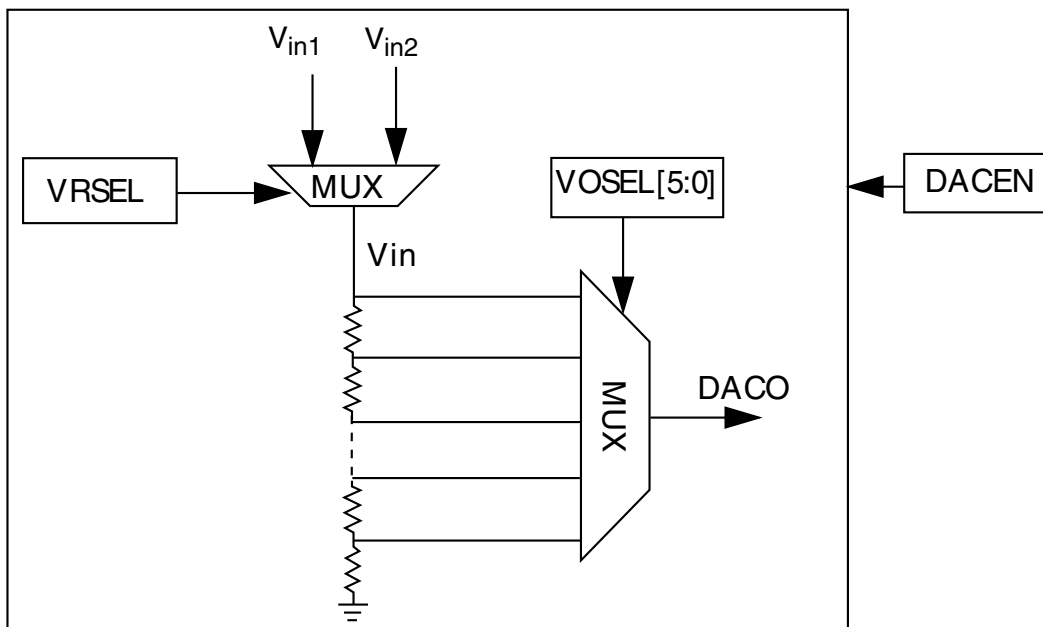 Vin1
Vin2
VRSEL
MUX
VOSEL[5:0]
DACEN
Vin
MUX
DACO